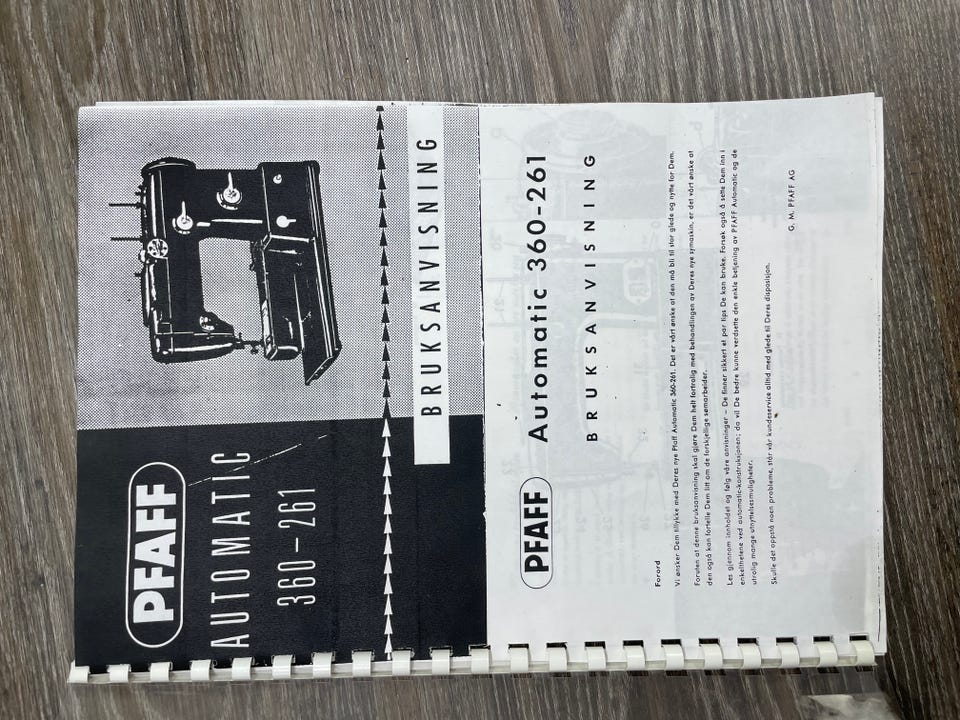 PFAFF
AUTOMATIC
360-261
BRUKSANVISNING
PFAFF
Automatic 360-261
BRUKSANVISNING
Forord
Vi ønsker Dem tillykke med Deres nye Pfaff Automatic 360-261. Det er vårt ønske at den må bli til stor glede og nytte for Dem.
Foruten at denne bruksanvisning skal gjøre Dem helt fortrolig med behandlingen av Deres nye symaskin, er det vårt ønske at
den også kan fortelle Dem litt om de forskjellige sømarbeider.
Les gjennom innholdet og følg våre anvisninger – De finner sikkert et par tips De kan bruke. Forsøk også å sette Dem inn i
enkelthetene ved automatic-konstruksjonen; da vil De bedre kunne verdsette den enkle betjening av PFAFF Automatic og de
utrolig mange utnyttelsesmuligheter.
Skulle det oppstå noen probleme, står vår kundeservice alltid med glede til Deres disposisjon.
G. M. PFAFF AG